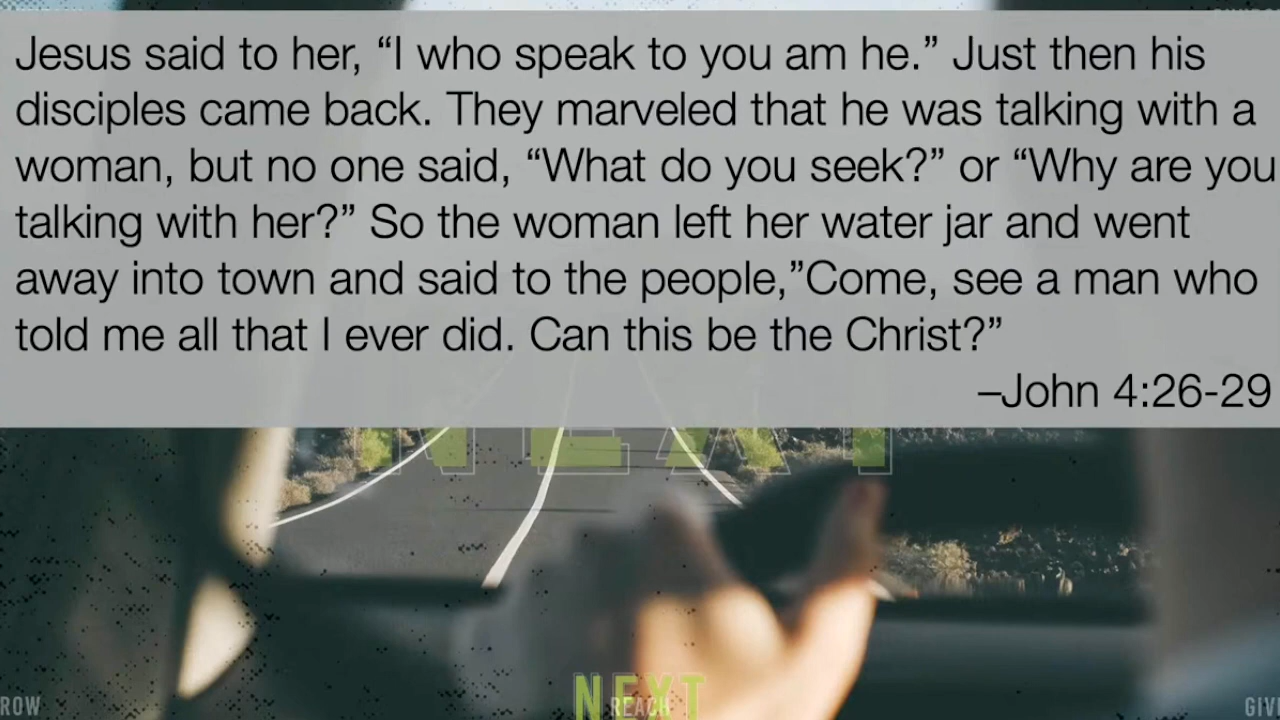 Jesus said to her, “I who speak to you am he.” Just then his
disciples came back. They marveled that he was talking with a
woman, but no one said, “What do you seek?” or “Why are you
talking with her?” So the woman left her water jar and went
away into town and said to the people,”Come, see a man who
told me all that I ever did. Can this be the Christ?”
–John 4:26-29
NEXT
NEXT
ROW
REACH
GIVE